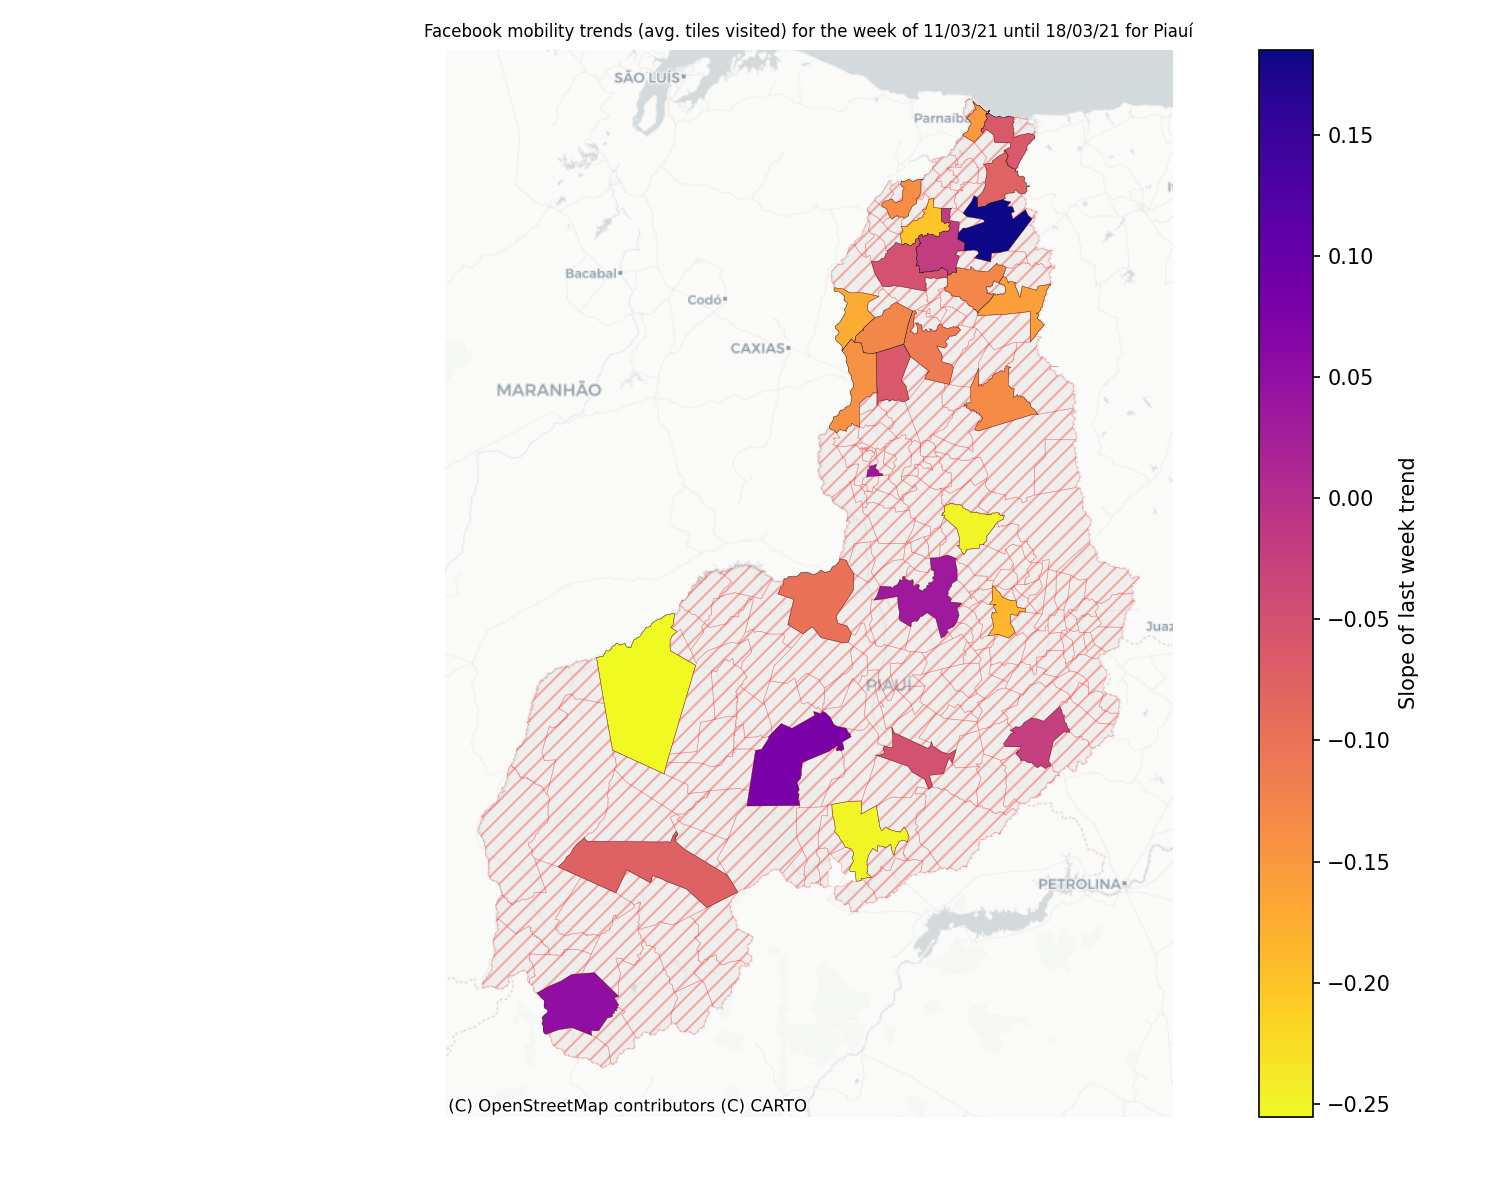 Facebook mobility trends (avg. tiles visited) for the week of 11/03/21 until 18/03/21 for Piauí
SÃO LUÍS
Parnaíba
Bacabal
Codó
CAXIAS
MARANHÃO
Juaz
PIAUÍ
PETROLINA
(C) OpenStreetMap contributors (C) CARTO
0.15
0.10
0.05
0.00
−0.05
−0.10
−0.15
−0.20
−0.25
Slope of last week trend